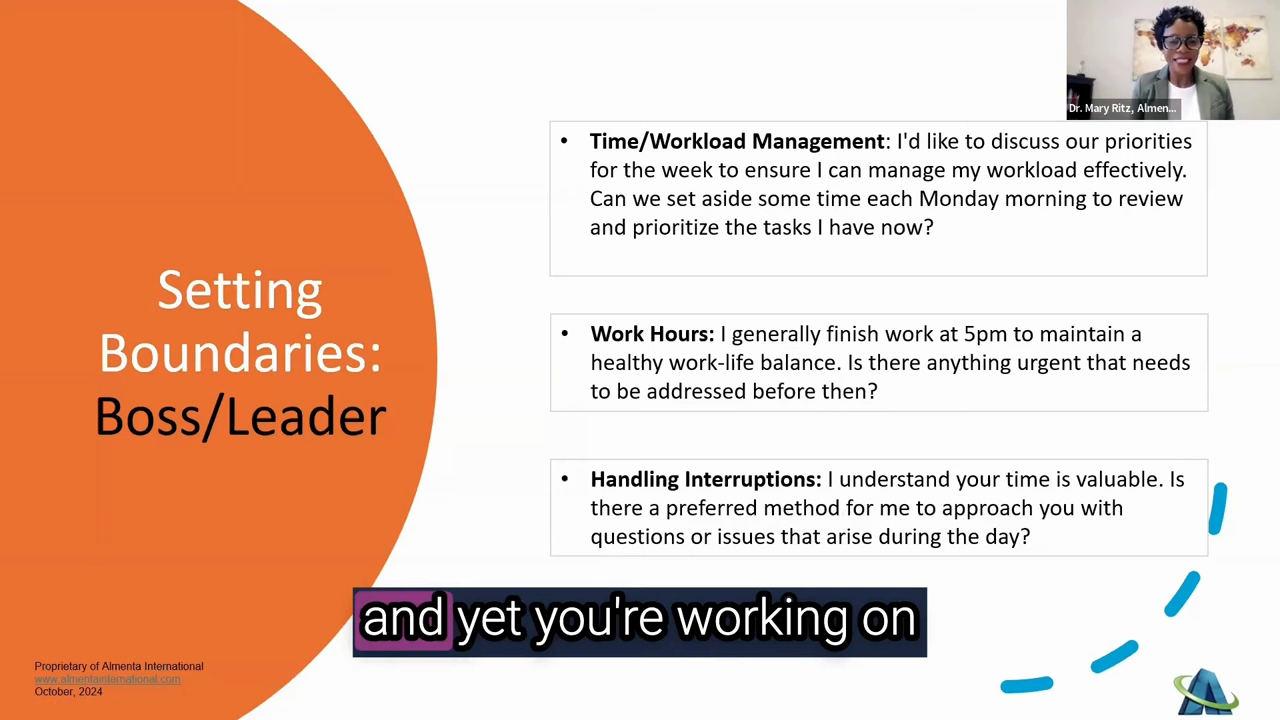 Dr. Mary Ritz, Almen...
• Time/Workload Management: I'd like to discuss our priorities
for the week to ensure I can manage my workload effectively.
Can we set aside some time each Monday morning to review
and prioritize the tasks I have now?
Setting
Boundaries:
Boss/Leader
• Work Hours: I generally finish work at 5pm to maintain a
healthy work-life balance. Is there anything urgent that needs
to be addressed before then?
• Handling Interruptions: I understand your time is valuable. Is
there a preferred method for me to approach you with
questions or issues that arise during the day?
and yet you're working on
Proprietary of Almenta International
www.almentainternational.com
October, 2024